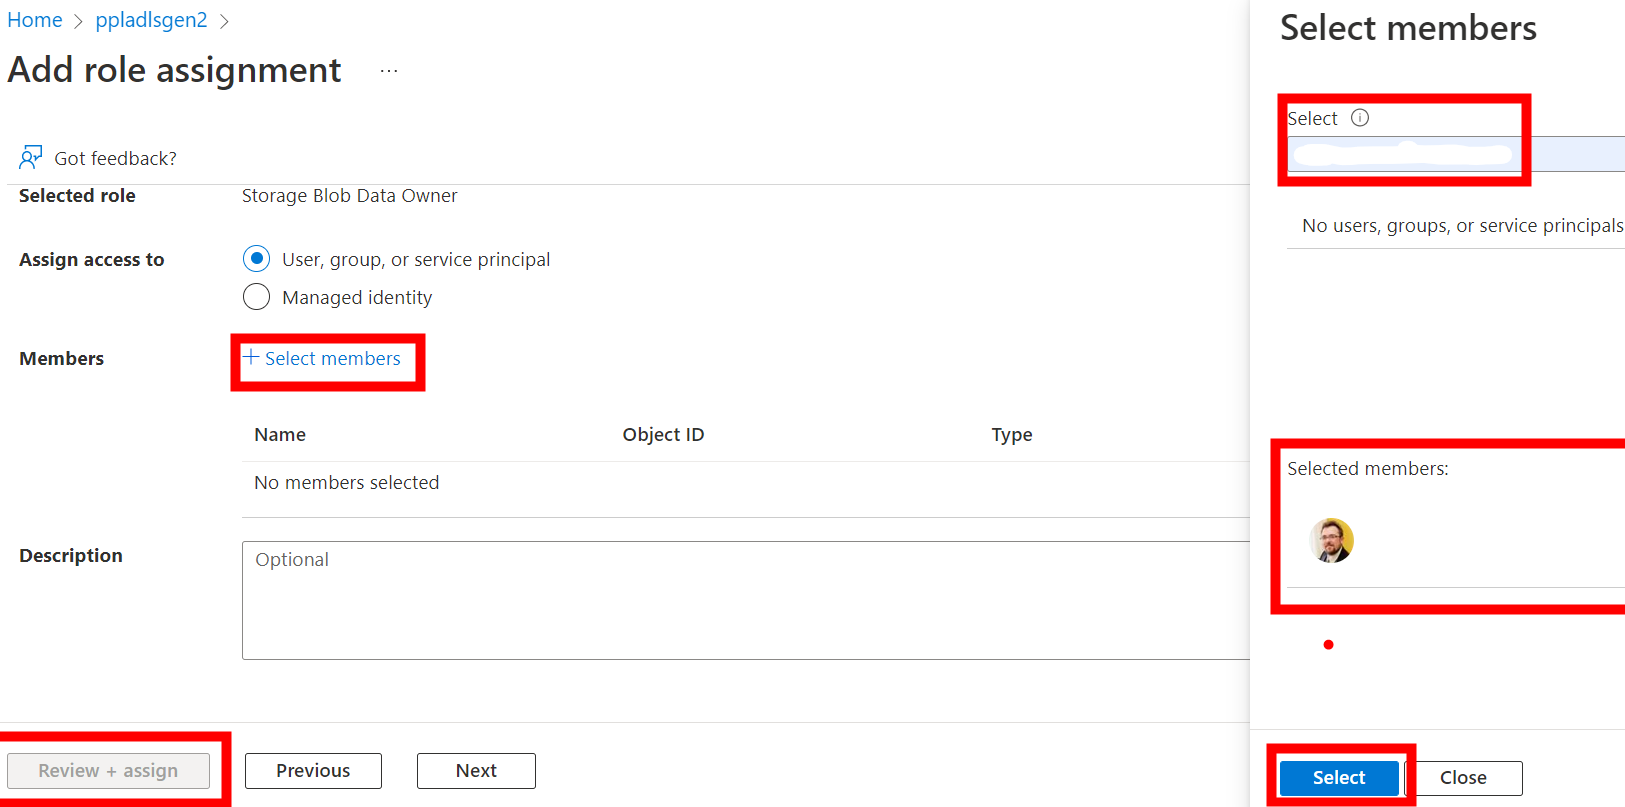 Home > ppladlsgen2 >
Add role assignment ...
Got feedback?
Selected role Storage Blob Data Owner
Assign access to User, group, or service principal
Managed identity
Members + Select members
Name Object ID Type
No members selected
Description Optional
Review + assign Previous Next
Select members
Select
No users, groups, or service principals
Selected members:
Select Close